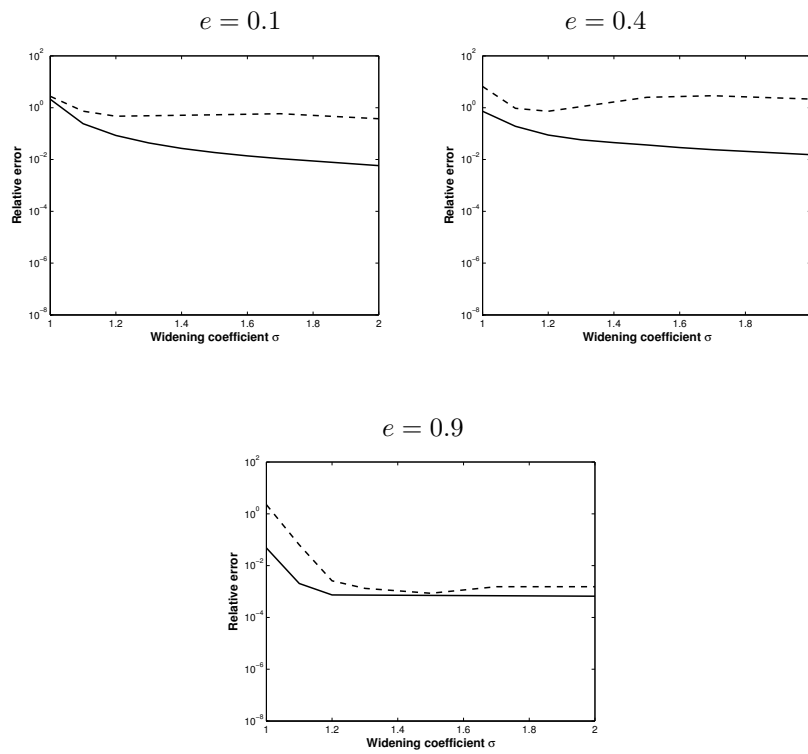 e = 0.1
10^2
10^0
10^-2
10^-4
10^-6
10^-8
Relative error
1 1.2 1.4 1.6 1.8 2
Widening coefficient σ
e = 0.4
10^2
10^0
10^-2
10^-4
10^-6
10^-8
Relative error
1 1.2 1.4 1.6 1.8
Widening coefficient σ
e = 0.9
10^2
10^0
10^-2
10^-4
10^-6
10^-8
Relative error
1 1.2 1.4 1.6 1.8 2
Widening coefficient σ